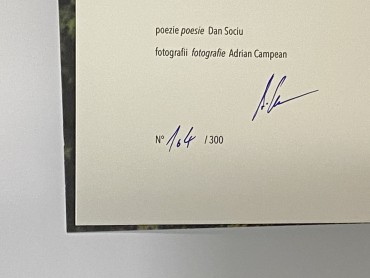 poezie poesie Dan Sociu
fotografii fotografie Adrian Campean
Nº 164 /300